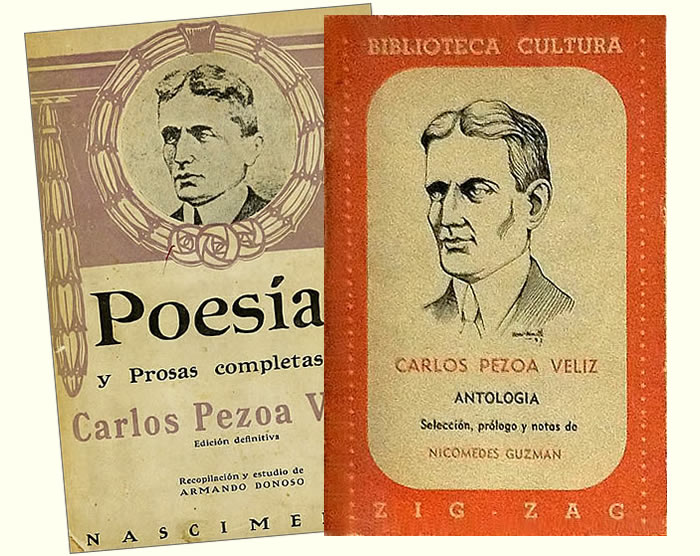 Poesía
y Prosas completas
Carlos Pezoa V
Edición definitiva
Recopilación y estudio de
ARMANDO DONOSO
NASCIME
BIBLIOTECA CULTURA
CARLOS PEZOA VELIZ
ANTOLOGIA
Selección, prólogo y notas de
NICOMEDES GUZMAN
ZIG - ZAG